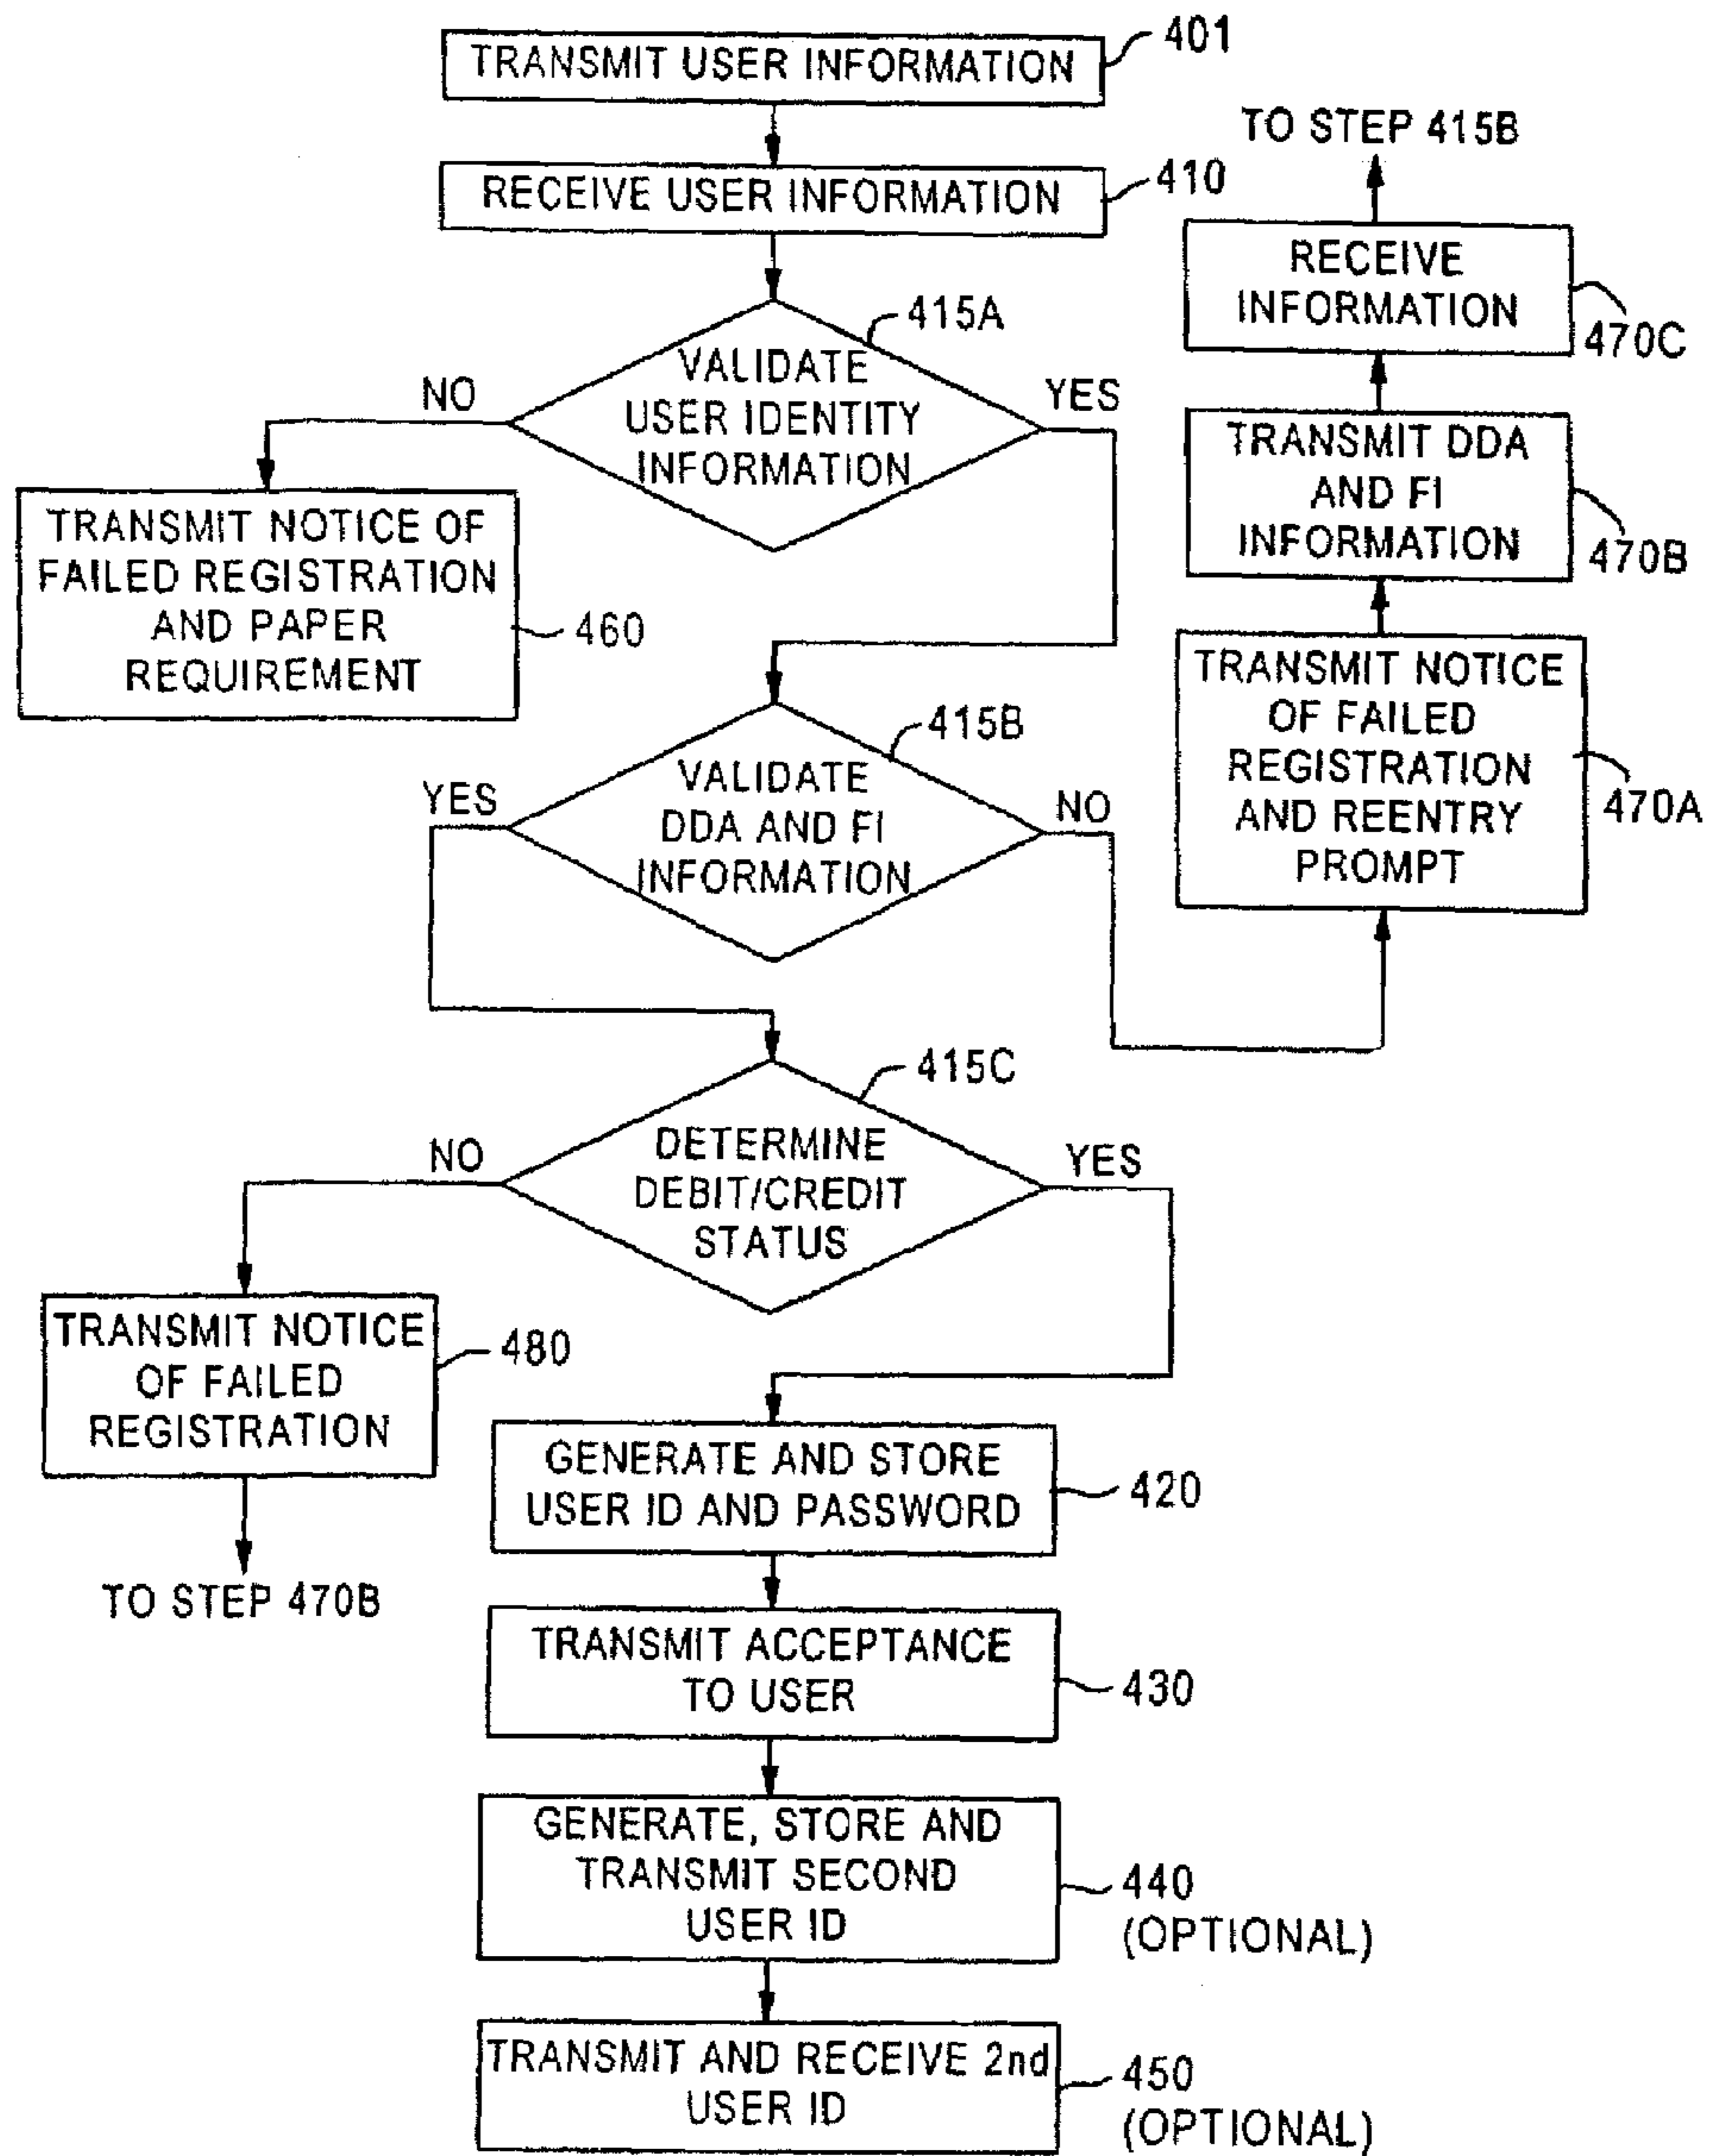 TRANSMIT USER INFORMATION
401
RECEIVE USER INFORMATION
410
415A
VALIDATE
USER IDENTITY
INFORMATION
NO
YES
TRANSMIT NOTICE OF
FAILED REGISTRATION
AND PAPER
REQUIREMENT
460
TO STEP 415B
RECEIVE
INFORMATION
470C
TRANSMIT DDA
AND FI
INFORMATION
470B
TRANSMIT NOTICE
OF FAILED
REGISTRATION
AND REENTRY
PROMPT
470A
415B
VALIDATE
DDA AND FI
INFORMATION
YES
NO
415C
DETERMINE
DEBIT/CREDIT
STATUS
NO
YES
TRANSMIT NOTICE
OF FAILED
REGISTRATION
480
TO STEP 470B
GENERATE AND STORE
USER ID AND PASSWORD
420
TRANSMIT ACCEPTANCE
TO USER
430
GENERATE, STORE AND
TRANSMIT SECOND
USER ID
440
(OPTIONAL)
TRANSMIT AND RECEIVE 2nd
USER ID
450
(OPTIONAL)